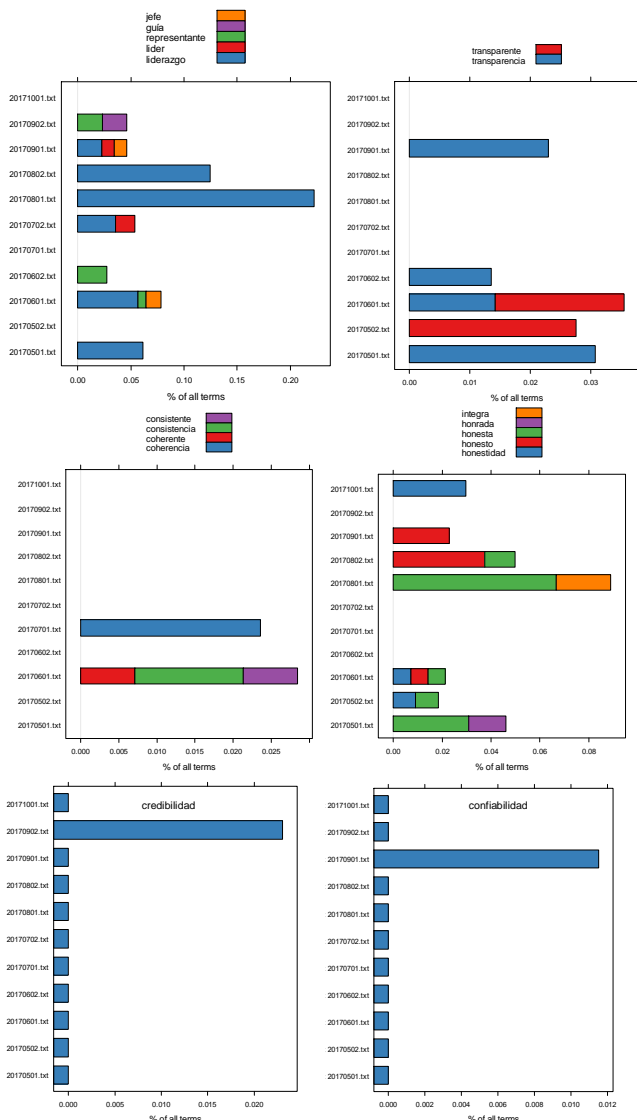 jefe
guía
representante
lider
liderazgo
20171001.txt
20170902.txt
20170901.txt
20170802.txt
20170801.txt
20170702.txt
20170701.txt
20170602.txt
20170601.txt
20170502.txt
20170501.txt
0.00 0.05 0.10 0.15 0.20
% of all terms
transparente
transparencia
20171001.txt
20170902.txt
20170901.txt
20170802.txt
20170801.txt
20170702.txt
20170701.txt
20170602.txt
20170601.txt
20170502.txt
20170501.txt
0.00 0.01 0.02 0.03
% of all terms
consistente
consistencia
coherente
coherencia
20171001.txt
20170902.txt
20170901.txt
20170802.txt
20170801.txt
20170702.txt
20170701.txt
20170602.txt
20170601.txt
20170502.txt
20170501.txt
0.000 0.005 0.010 0.015 0.020 0.025
% of all terms
integra
honrada
honesta
honesto
honestidad
20171001.txt
20170902.txt
20170901.txt
20170802.txt
20170801.txt
20170702.txt
20170701.txt
20170602.txt
20170601.txt
20170502.txt
20170501.txt
0.00 0.02 0.04 0.06 0.08
% of all terms
credibilidad
20171001.txt
20170902.txt
20170901.txt
20170802.txt
20170801.txt
20170702.txt
20170701.txt
20170602.txt
20170601.txt
20170502.txt
20170501.txt
0.000 0.005 0.010 0.015 0.020
% of all terms
confiabilidad
20171001.txt
20170902.txt
20170901.txt
20170802.txt
20170801.txt
20170702.txt
20170701.txt
20170602.txt
20170601.txt
20170502.txt
20170501.txt
0.000 0.002 0.004 0.006 0.008 0.010 0.012
% of all terms